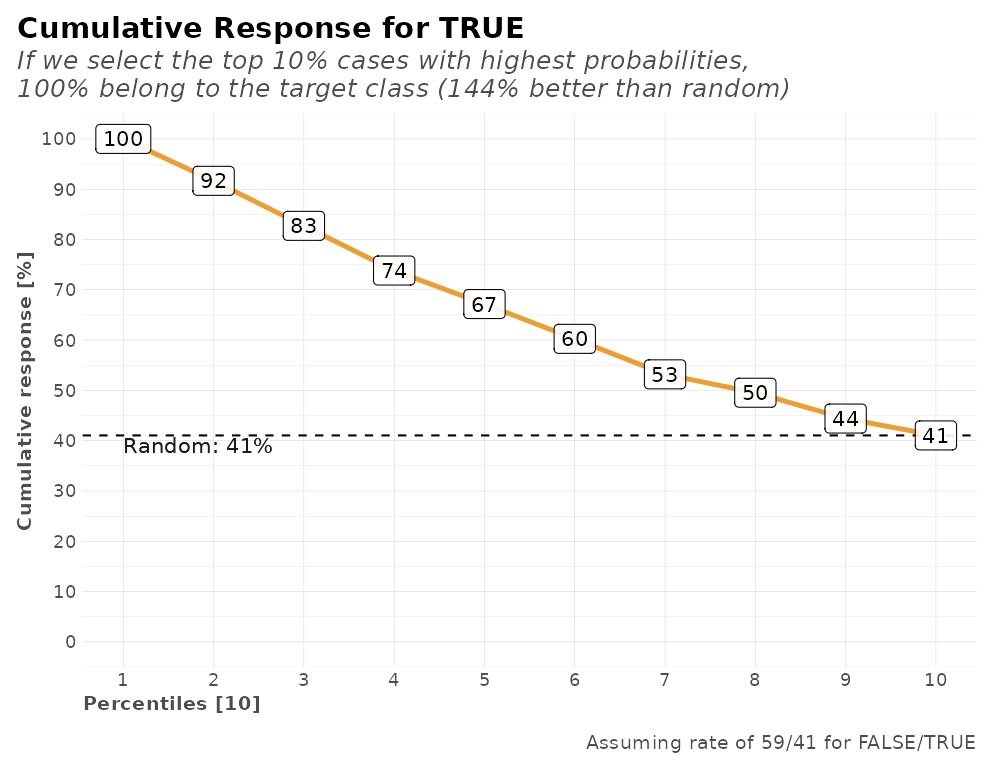 Cumulative Response for TRUE
If we select the top 10% cases with highest probabilities,
100% belong to the target class (144% better than random)
Cumulative response [%]
100
90
80
70
60
50
40
30
20
10
0
100
92
83
74
67
60
53
50
44
41
Random: 41%
1 2 3 4 5 6 7 8 9 10
Percentiles [10]
Assuming rate of 59/41 for FALSE/TRUE